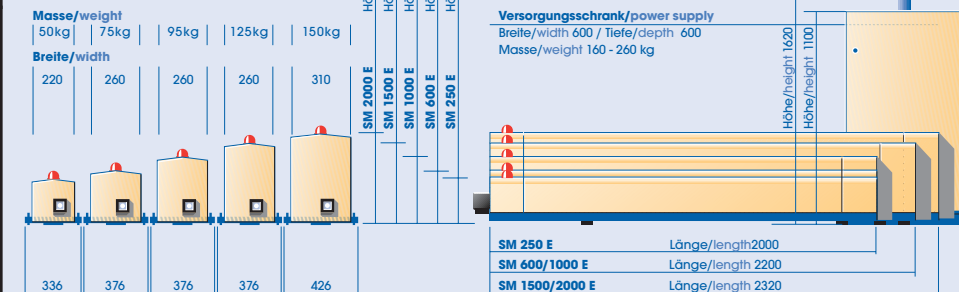 Masse/weight
50kg 75kg 95kg 125kg 150kg
Breite/width
220 260 260 260 310
336 376 376 376 426
SM 2000 E
SM 1500 E
SM 1000 E
SM 600 E
SM 250 E
Versorgungsschrank/power supply
Breite/width 600 / Tiefe/depth 600
Masse/weight 160 - 260 kg
Höhe/height 1620
Höhe/height 1100
SM 250 E Länge/length2000
SM 600/1000 E Länge/length 2200
SM 1500/2000 E Länge/length 2320